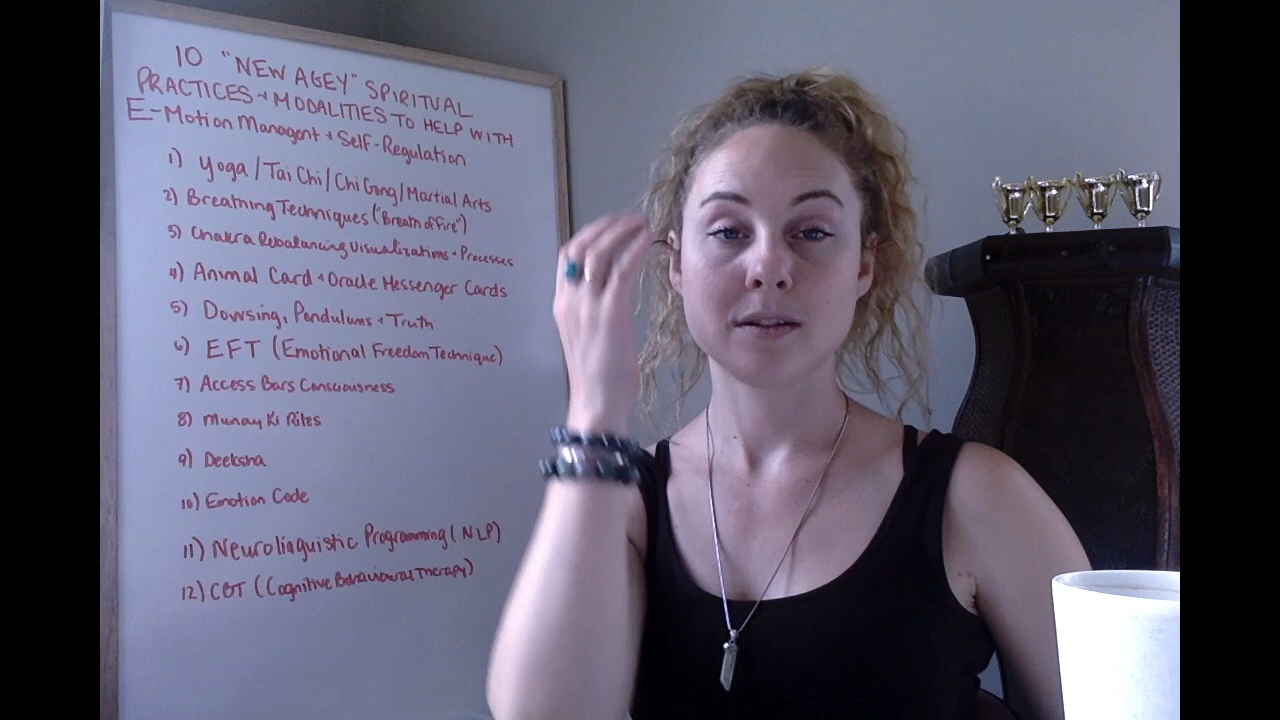 10 "NEW AGEY" SPIRITUAL
PRACTICES + MODALITIES TO HELP WITH
E-Motion Managent + Self-Regulation
1) Yoga / Tai Chi / Chi Gong / Martial Arts
2) Breathing Techniques ("Breath of Fire")
3) Chakra Rebalancing Visualizations + Processes
4) Animal Card + Oracle Messenger Cards
5) Dowsing, Pendulums + Truth
6) EFT (Emotional Freedom Technique)
7) Access Bars Consciousness
8) Munay Ki Rites
9) Deeksha
10) Emotion Code
11) Neurolinguistic Programming (NLP)
12) CBT (Cognitive Behavioural Therapy)